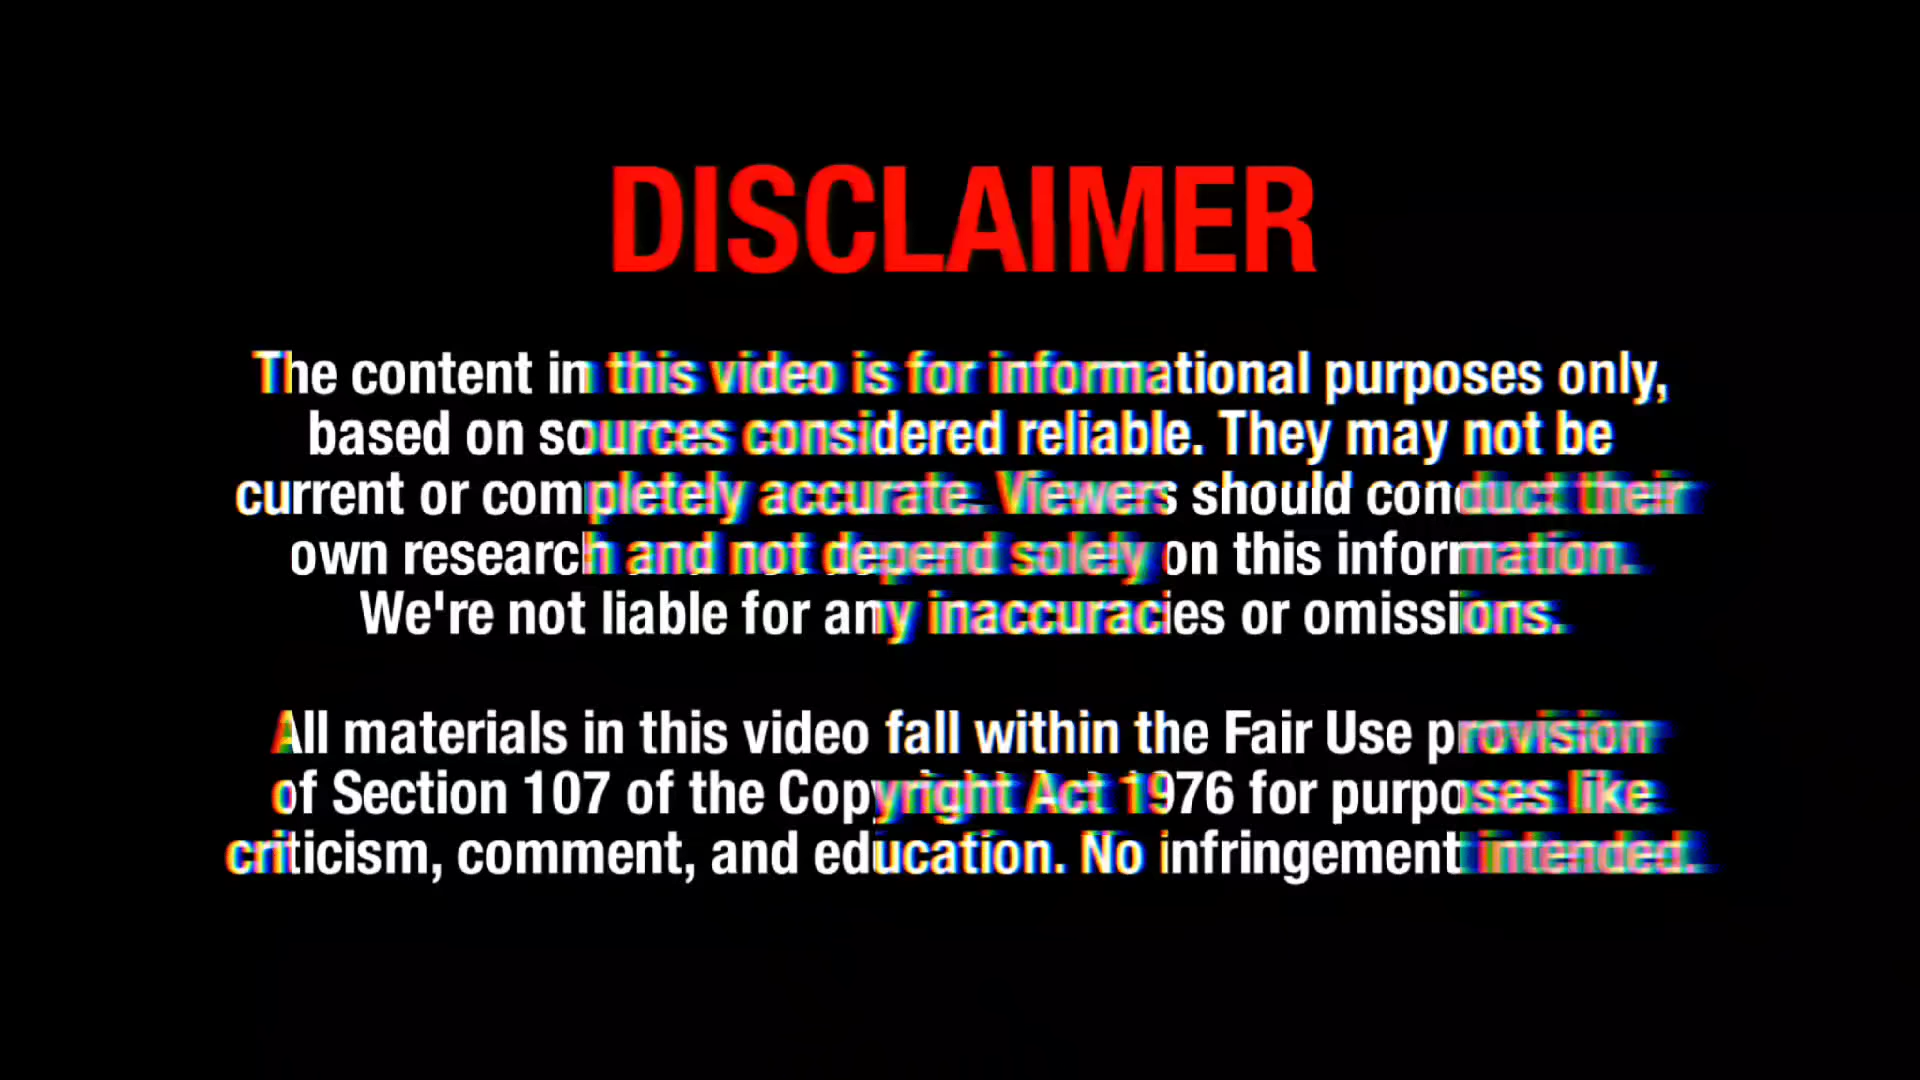 DISCLAIMER
The content in this video is for informational purposes only,
based on sources considered reliable. They may not be
current or completely accurate. Viewers should conduct their
own research and not depend solely on this information.
We're not liable for any inaccuracies or omissions.
All materials in this video fall within the Fair Use provision
of Section 107 of the Copyright Act 1976 for purposes like
criticism, comment, and education. No infringement intended.